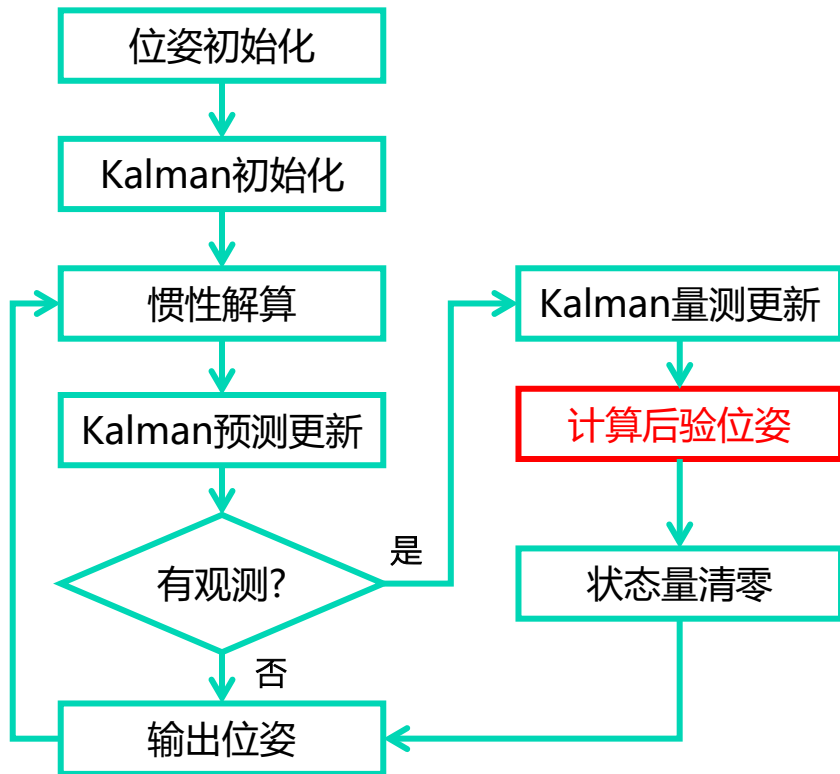 位姿初始化
Kalman初始化
惯性解算
Kalman预测更新
有观测?
是
否
输出位姿
Kalman量测更新
计算后验位姿
状态量清零